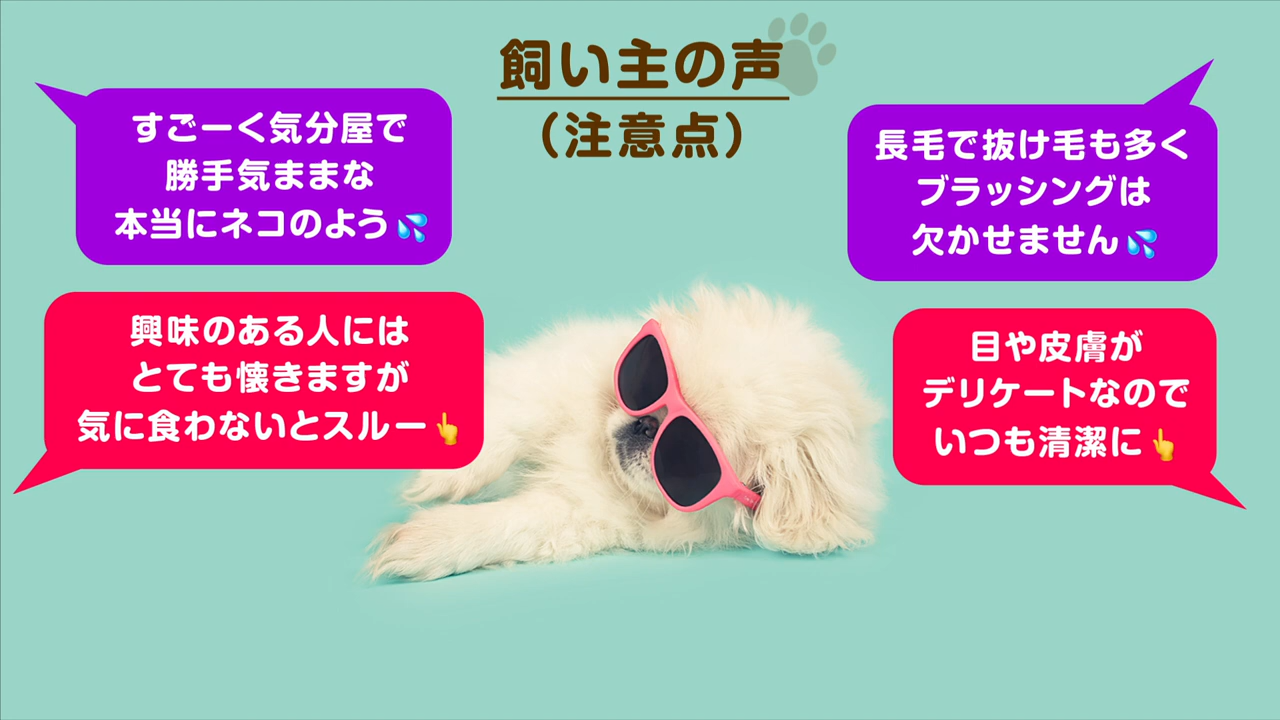 飼い主の声
（注意点）
すごーく気分屋で
勝手気ままな
本当にネコのよう💦
興味のある人には
とても懐きますが
気に食わないとスルー👆
長毛で抜け毛も多く
ブラッシングは
欠かせません💦
目や皮膚が
デリケートなので
いつも清潔に👆